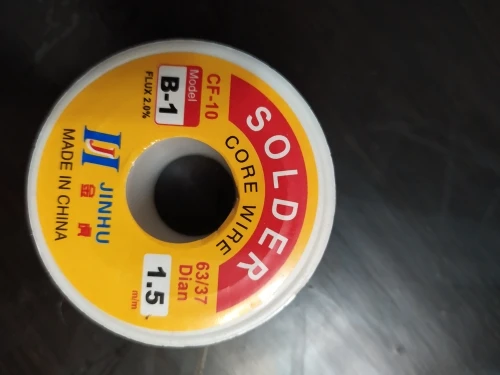 SOLDER
CORE WIRE
CF-10
Model
B-1
FLUX 2.0%
63/37
Dian
1.5
m/m
JINHU
金虎
MADE IN CHINA